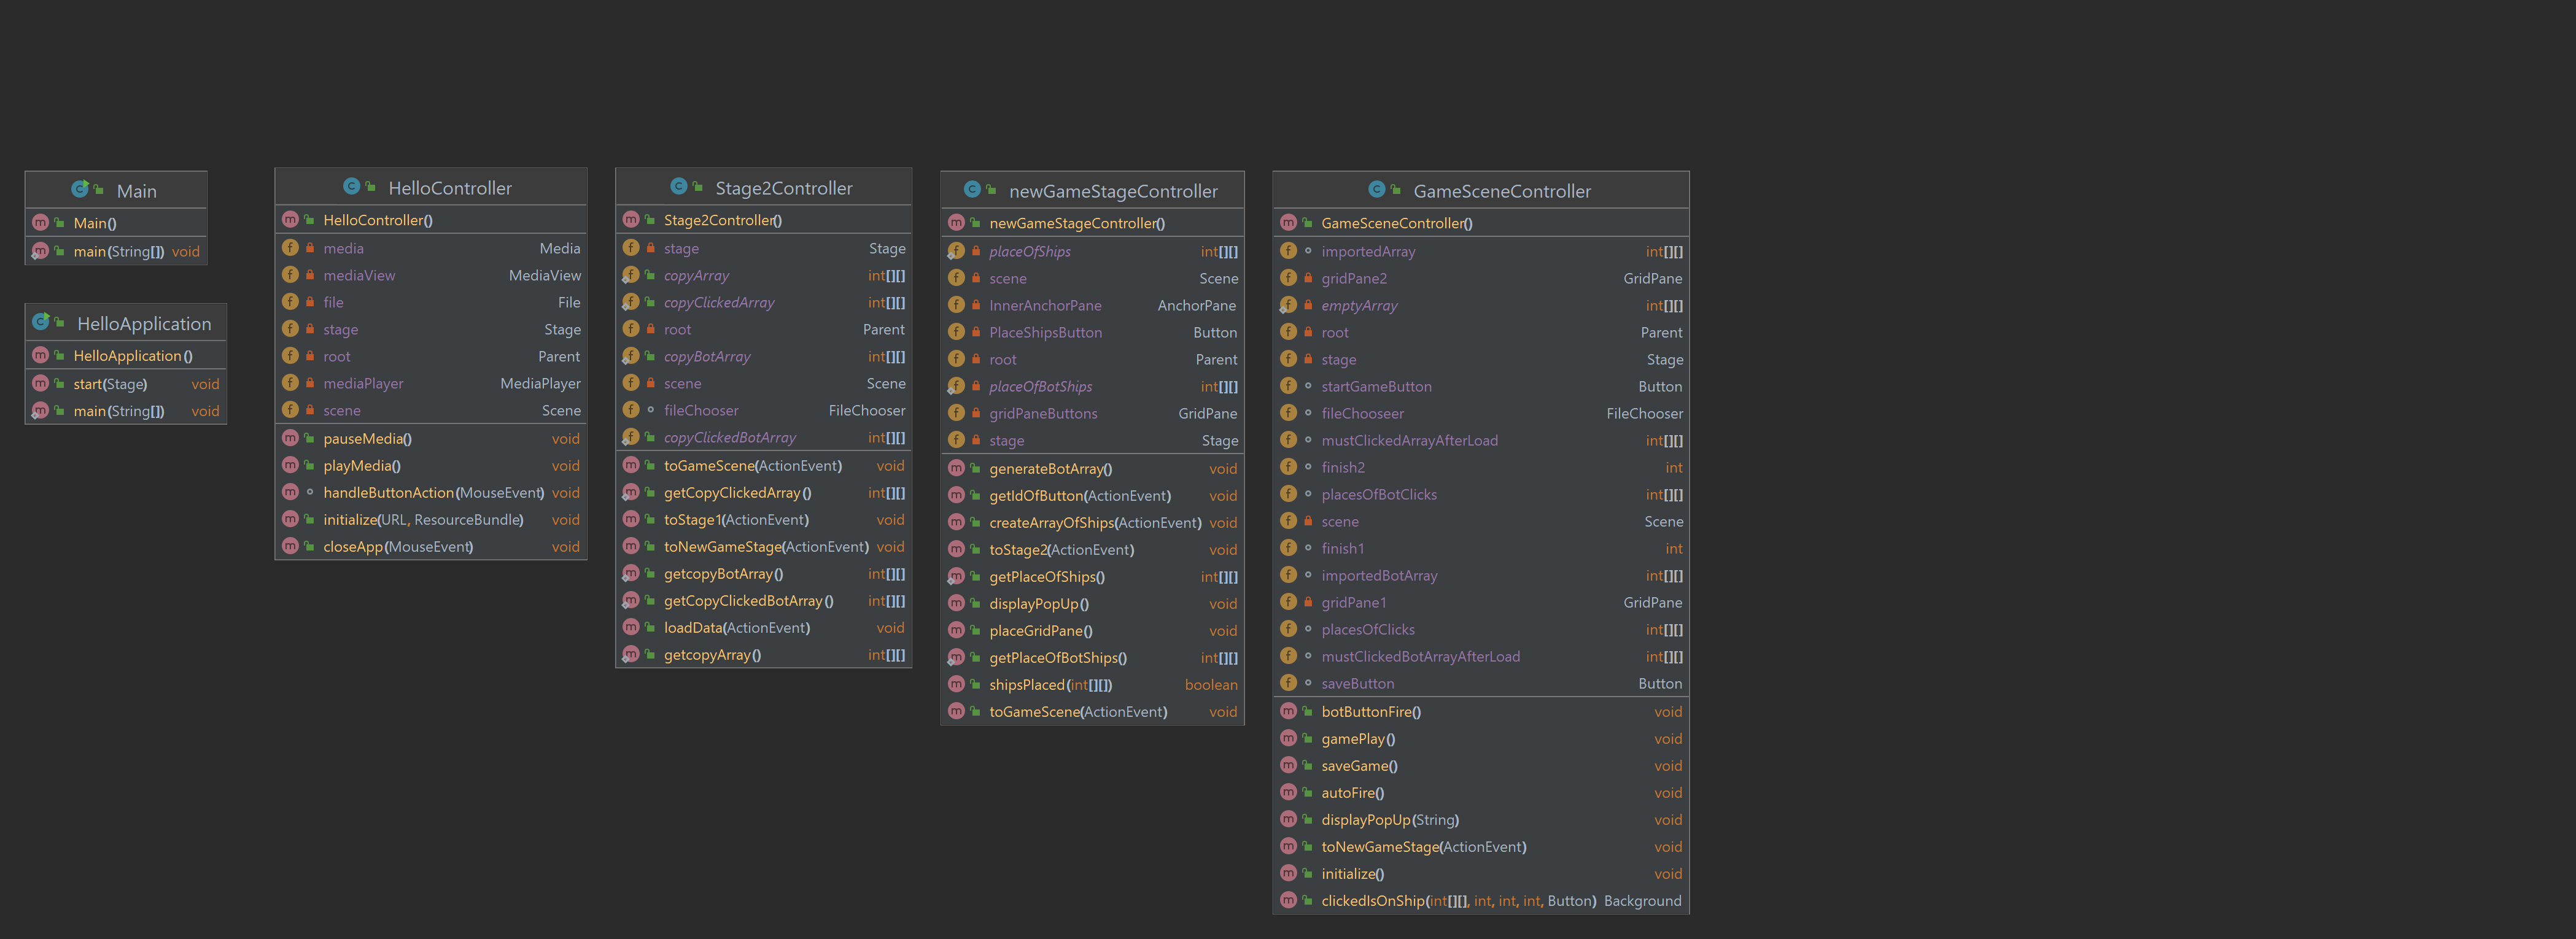 Main
Main()
main(String[]) void
HelloApplication
HelloApplication()
start(Stage) void
main(String[]) void
HelloController
HelloController()
media Media
mediaView MediaView
file File
stage Stage
root Parent
mediaPlayer MediaPlayer
scene Scene
pauseMedia() void
playMedia() void
handleButtonAction(MouseEvent) void
initialize(URL, ResourceBundle) void
closeApp(MouseEvent) void
Stage2Controller
Stage2Controller()
stage Stage
copyArray int[][]
copyClickedArray int[][]
root Parent
copyBotArray int[][]
scene Scene
fileChooser FileChooser
copyClickedBotArray int[][]
toGameScene(ActionEvent) void
getCopyClickedArray() int[][]
toStage1(ActionEvent) void
toNewGameStage(ActionEvent) void
getcopyBotArray() int[][]
getCopyClickedBotArray() int[][]
loadData(ActionEvent) void
getcopyArray() int[][]
newGameStageController
newGameStageController()
placeOfShips int[][]
scene Scene
InnerAnchorPane AnchorPane
PlaceShipsButton Button
root Parent
placeOfBotShips int[][]
gridPaneButtons GridPane
stage Stage
generateBotArray() void
getIdOfButton(ActionEvent) void
createArrayOfShips(ActionEvent) void
toStage2(ActionEvent) void
getPlaceOfShips() int[][]
displayPopUp() void
placeGridPane() void
getPlaceOfBotShips() int[][]
shipsPlaced(int[][]) boolean
toGameScene(ActionEvent) void
GameSceneController
GameSceneController()
importedArray int[][]
gridPane2 GridPane
emptyArray int[][]
root Parent
stage Stage
startGameButton Button
fileChooseer FileChooser
mustClickedArrayAfterLoad int[][]
finish2 int
placesOfBotClicks int[][]
scene Scene
finish1 int
importedBotArray int[][]
gridPane1 GridPane
placesOfClicks int[][]
mustClickedBotArrayAfterLoad int[][]
saveButton Button
botButtonFire() void
gamePlay() void
saveGame() void
autoFire() void
displayPopUp(String) void
toNewGameStage(ActionEvent) void
initialize() void
clickedIsOnShip(int[][], int, int, int, Button) Background